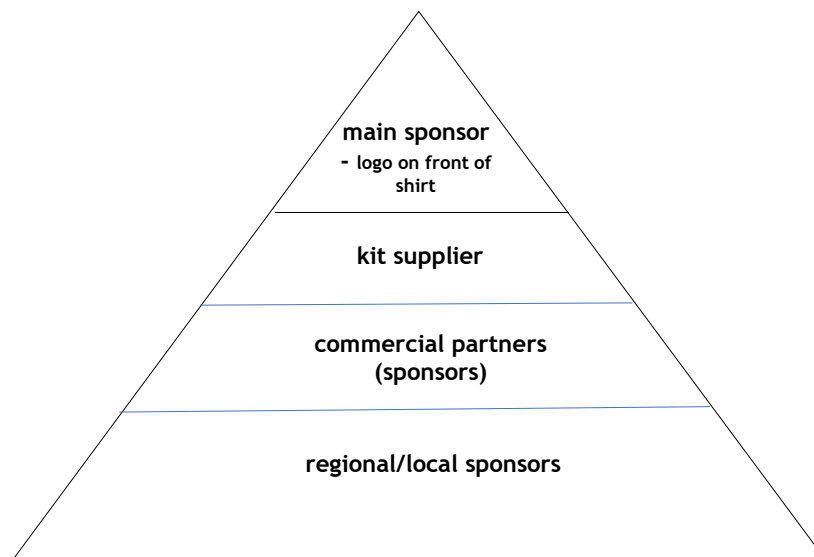 main sponsor
- logo on front of
shirt
kit supplier
commercial partners
(sponsors)
regional/local sponsors